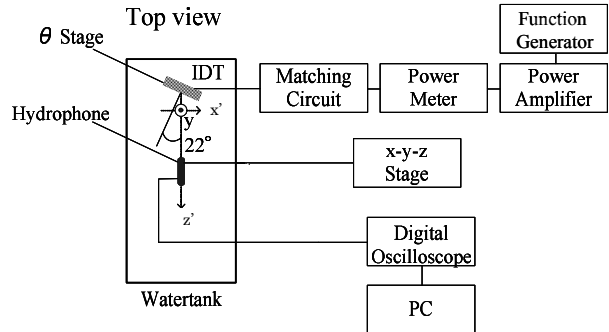 Top view
θ Stage
IDT
Hydrophone
x'
y
22°
z'
Watertank
Matching
Circuit
Power
Meter
Function
Generator
Power
Amplifier
x-y-z
Stage
Digital
Oscilloscope
PC